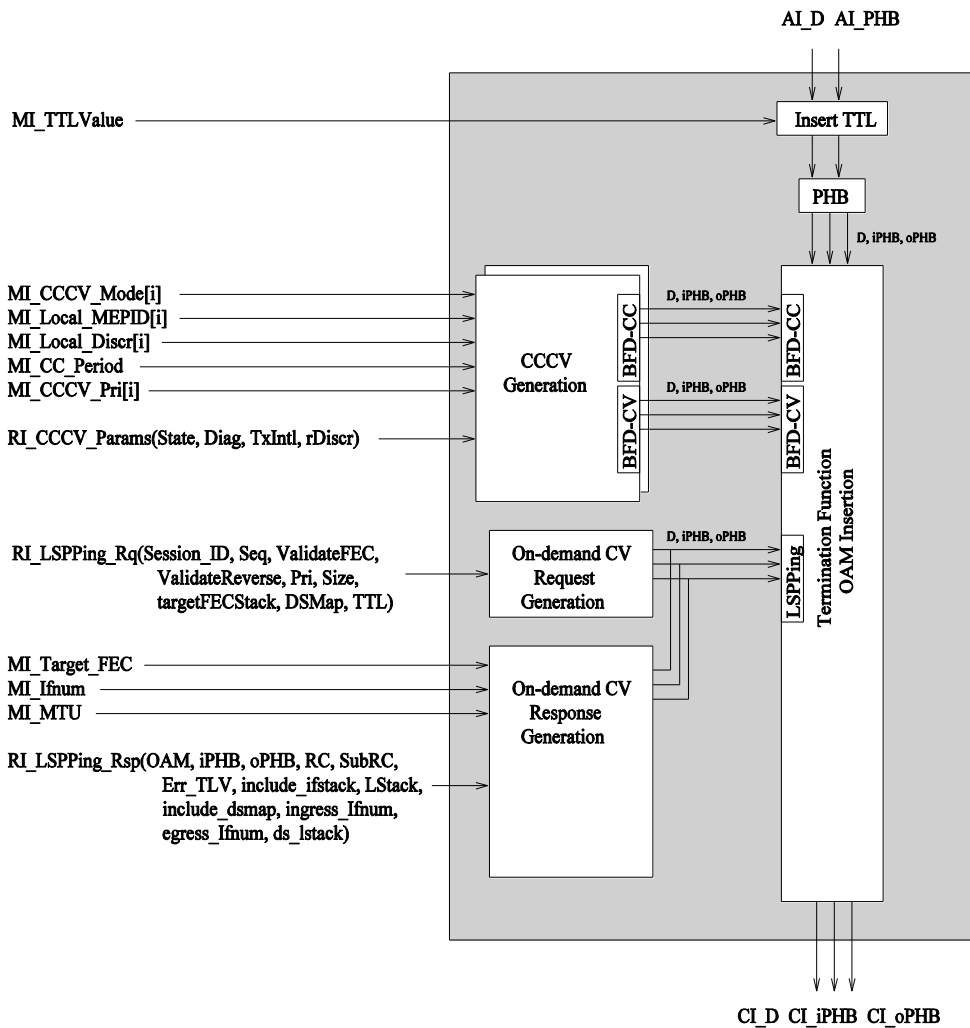 AI_D AI_PHB
MI_TTLValue
Insert TTL
PHB
D, iPHB, oPHB
MI_CCCV_Mode[i]
MI_Local_MEPID[i]
MI_Local_Discr[i]
MI_CC_Period
MI_CCCV_Pri[i]
RI_CCCV_Params(State, Diag, TxIntl, rDiscr)
CCCV
Generation
BFD-CC
BFD-CV
D, iPHB, oPHB
D, iPHB, oPHB
BFD-CC
BFD-CV
LSPPing
Termination Function
OAM Insertion
RI_LSPPing_Rq(Session_ID, Seq, ValidateFEC,
ValidateReverse, Pri, Size,
targetFECStack, DSMap, TTL)
On-demand CV
Request
Generation
D, iPHB, oPHB
MI_Target_FEC
MI_Ifnum
MI_MTU
On-demand CV
Response
Generation
RI_LSPPing_Rsp(OAM, iPHB, oPHB, RC, SubRC,
Err_TLV, include_ifstack, LStack,
include_dsmap, ingress_Ifnum,
egress_Ifnum, ds_lstack)
CI_D CI_iPHB CI_oPHB